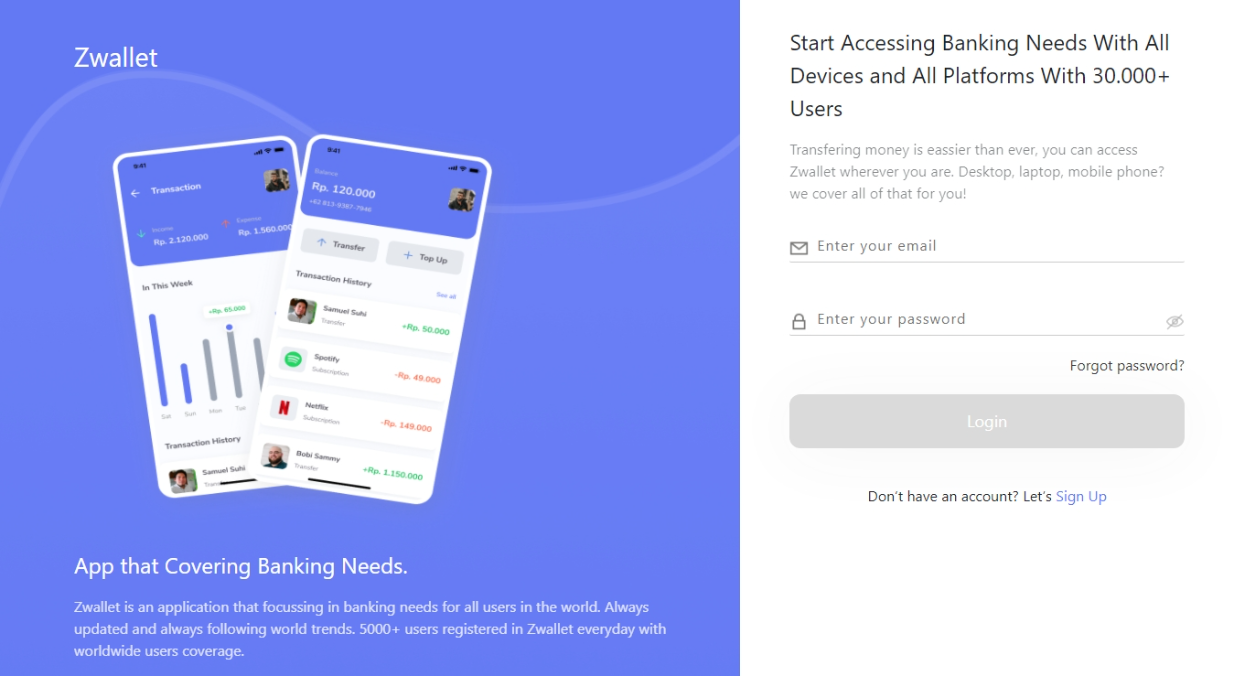 Zwallet
9:41
Transaction
Income
Rp. 2.120.000
Expense
Rp. 1.560.000
In This Week
+Rp. 65.000
Sat Sun Mon Tue
Transaction History
Samuel Suhi
9:41
Balance
Rp. 120.000
+62 813-9387-7946
Transfer
Top Up
Transaction History
See all
Samuel Suhi
Transfer
+Rp. 50.000
Spotify
Subscription
-Rp. 49.000
Netflix
Subscription
-Rp. 149.000
Bobi Sammy
Transfer
+Rp. 1.150.000
App that Covering Banking Needs.
Zwallet is an application that focussing in banking needs for all users in the world. Always
updated and always following world trends. 5000+ users registered in Zwallet everyday with
worldwide users coverage.
Start Accessing Banking Needs With All
Devices and All Platforms With 30.000+
Users
Transfering money is eassier than ever, you can access
Zwallet wherever you are. Desktop, laptop, mobile phone?
we cover all of that for you!
Enter your email
Enter your password
Forgot password?
Login
Don't have an account? Let's Sign Up